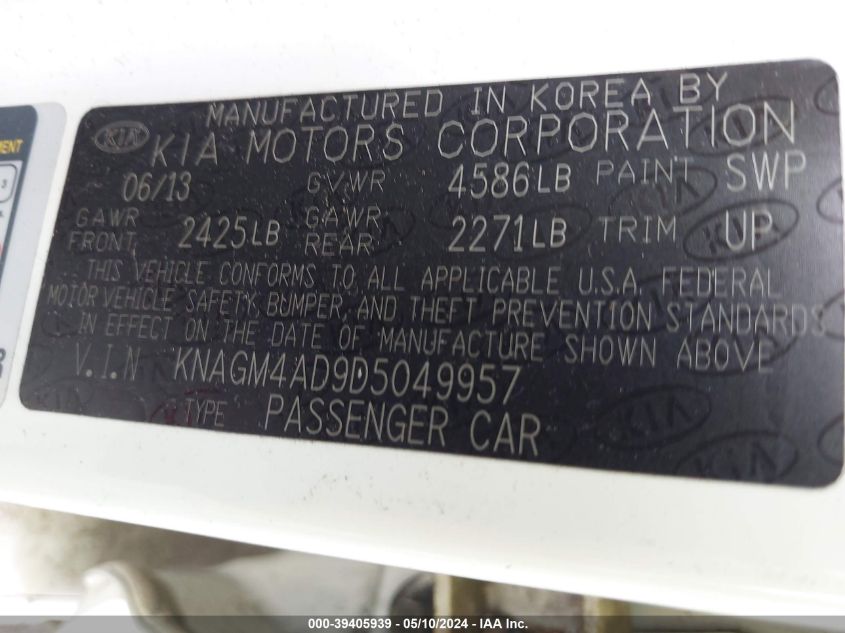 MANUFACTURED IN KOREA BY
KIA KIA MOTORS CORPORATION
06/13 GVWR 4586LB PAINT SWP
GAWR FRONT 2425LB GAWR REAR 2271LB TRIM UP
THIS VEHICLE CONFORMS TO ALL APPLICABLE U.S.A. FEDERAL
MOTOR VEHICLE SAFETY, BUMPER, AND THEFT PREVENTION STANDARDS
IN EFFECT ON THE DATE OF MANUFACTURE SHOWN ABOVE
V.I.N KNAGM4AD9D5049957
TYPE PASSENGER CAR
000-39405939 - 05/10/2024 - IAA Inc.